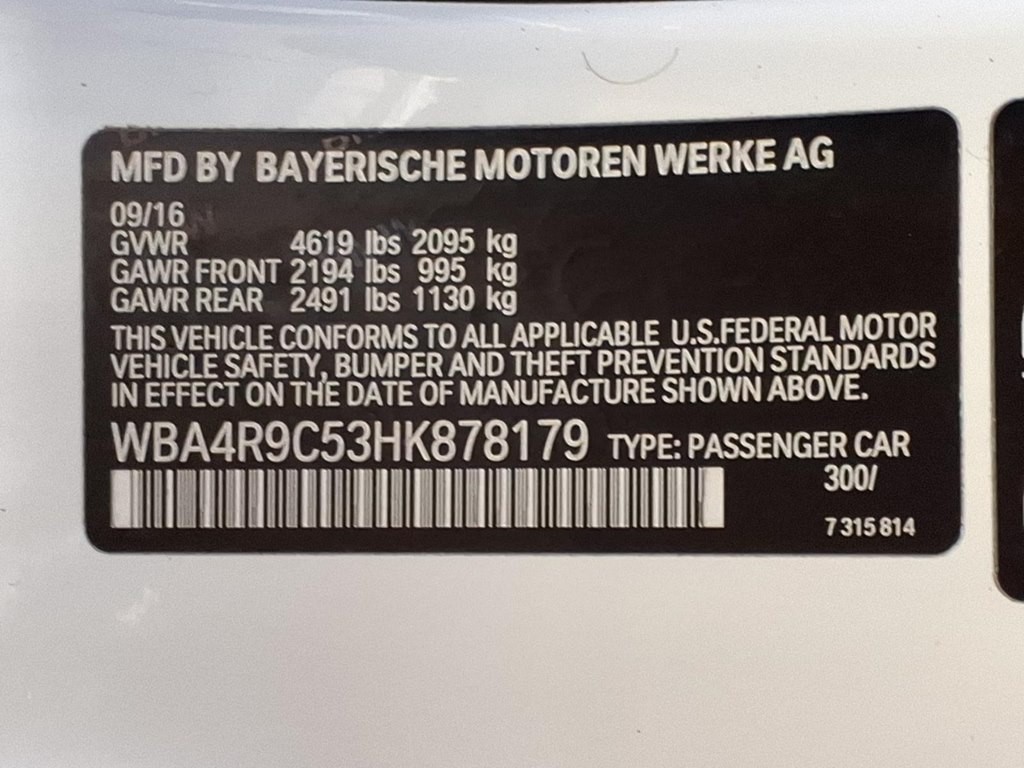 MFD BY BAYERISCHE MOTOREN WERKE AG
09/16
GVWR 4619 lbs 2095 kg
GAWR FRONT 2194 lbs 995 kg
GAWR REAR 2491 lbs 1130 kg
THIS VEHICLE CONFORMS TO ALL APPLICABLE U.S.FEDERAL MOTOR
VEHICLE SAFETY, BUMPER AND THEFT PREVENTION STANDARDS
IN EFFECT ON THE DATE OF MANUFACTURE SHOWN ABOVE.
WBA4R9C53HK878179 TYPE: PASSENGER CAR
300/
7 315 814